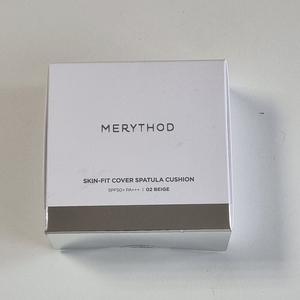 MERYTHOD
SKIN-FIT COVER SPATULA CUSHION
SPF50+ PA+++ | 02 BEIGE